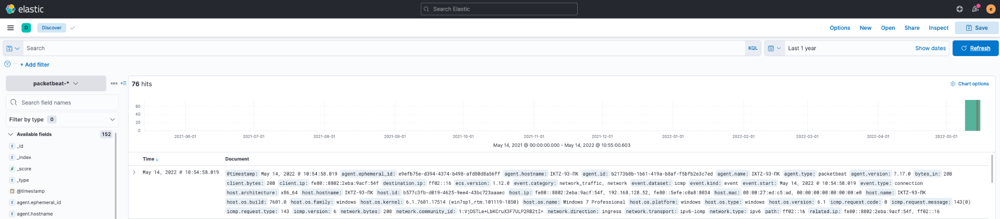 elastic
Search Elastic
e
D
Discover
Options New Open Share Inspect Save
Search
KQL
Last 1 year
Show dates
Refresh
+ Add filter
packetbeat-*
76 hits
Chart options
Search field names
Filter by type 0
Available fields 152
t _id
t _index
# _score
t _type
@timestamp
t agent.ephemeral_id
t agent.hostname
60
40
20
0
2021-06-01 2021-07-01 2021-08-01 2021-09-01 2021-10-01 2021-11-01 2021-12-01 2022-01-01 2022-02-01 2022-03-01 2022-04-01 2022-05-01
May 14, 2021 @ 00:00:00.000 - May 14, 2022 @ 10:55:00.603
Time Document
May 14, 2022 @ 10:54:58.019
@timestamp: May 14, 2022 @ 10:54:58.019 agent.ephemeral_id: e9efb75e-d394-4374-b498-afd80d8a56ff agent.hostname: ІКТZ-93-ПК agent.id: b2173b8b-1b61-419a-b8af-f5bfb2e3c7ed agent.name: ІКТZ-93-ПК agent.type: packetbeat agent.version: 7.17.0 bytes_in: 20B
client.bytes: 20B client.ip: fe80::8802:2eba:9acf:54f destination.ip: ff02::16 ecs.version: 1.12.0 event.category: network_traffic, network event.dataset: icmp event.kind: event event.start: May 14, 2022 @ 10:54:58.019 event.type: connection
host.architecture: x86_64 host.hostname: ІКТZ-93-ПК host.id: b577c3fb-d019-4625-9ee4-43bc723aaaec host.ip: fe80::8802:2eba:9acf:54f, 192.168.128.52, fe80::5efe:c0a8:8034 host.mac: 08:00:27:ed:c5:ad, 00:00:00:00:00:00:00:e0 host.name: ІКТZ-93-ПК
host.os.build: 7601.0 host.os.family: windows host.os.kernel: 6.1.7601.17514 (win7sp1_rtm.101119-1850) host.os.name: Windows 7 Professional host.os.platform: windows host.os.type: windows host.os.version: 6.1 icmp.request.code: 0 icmp.request.message: 143(0)
icmp.request.type: 143 icmp.version: 6 network.bytes: 20B network.community_id: 1:VjDSTLe+LbKCruX3F7ULP2RB2tI= network.direction: ingress network.transport: ipv6-icmp network.type: ipv6 path: ff02::16 related.ip: fe80::8802:2eba:9acf:54f, ff02::16